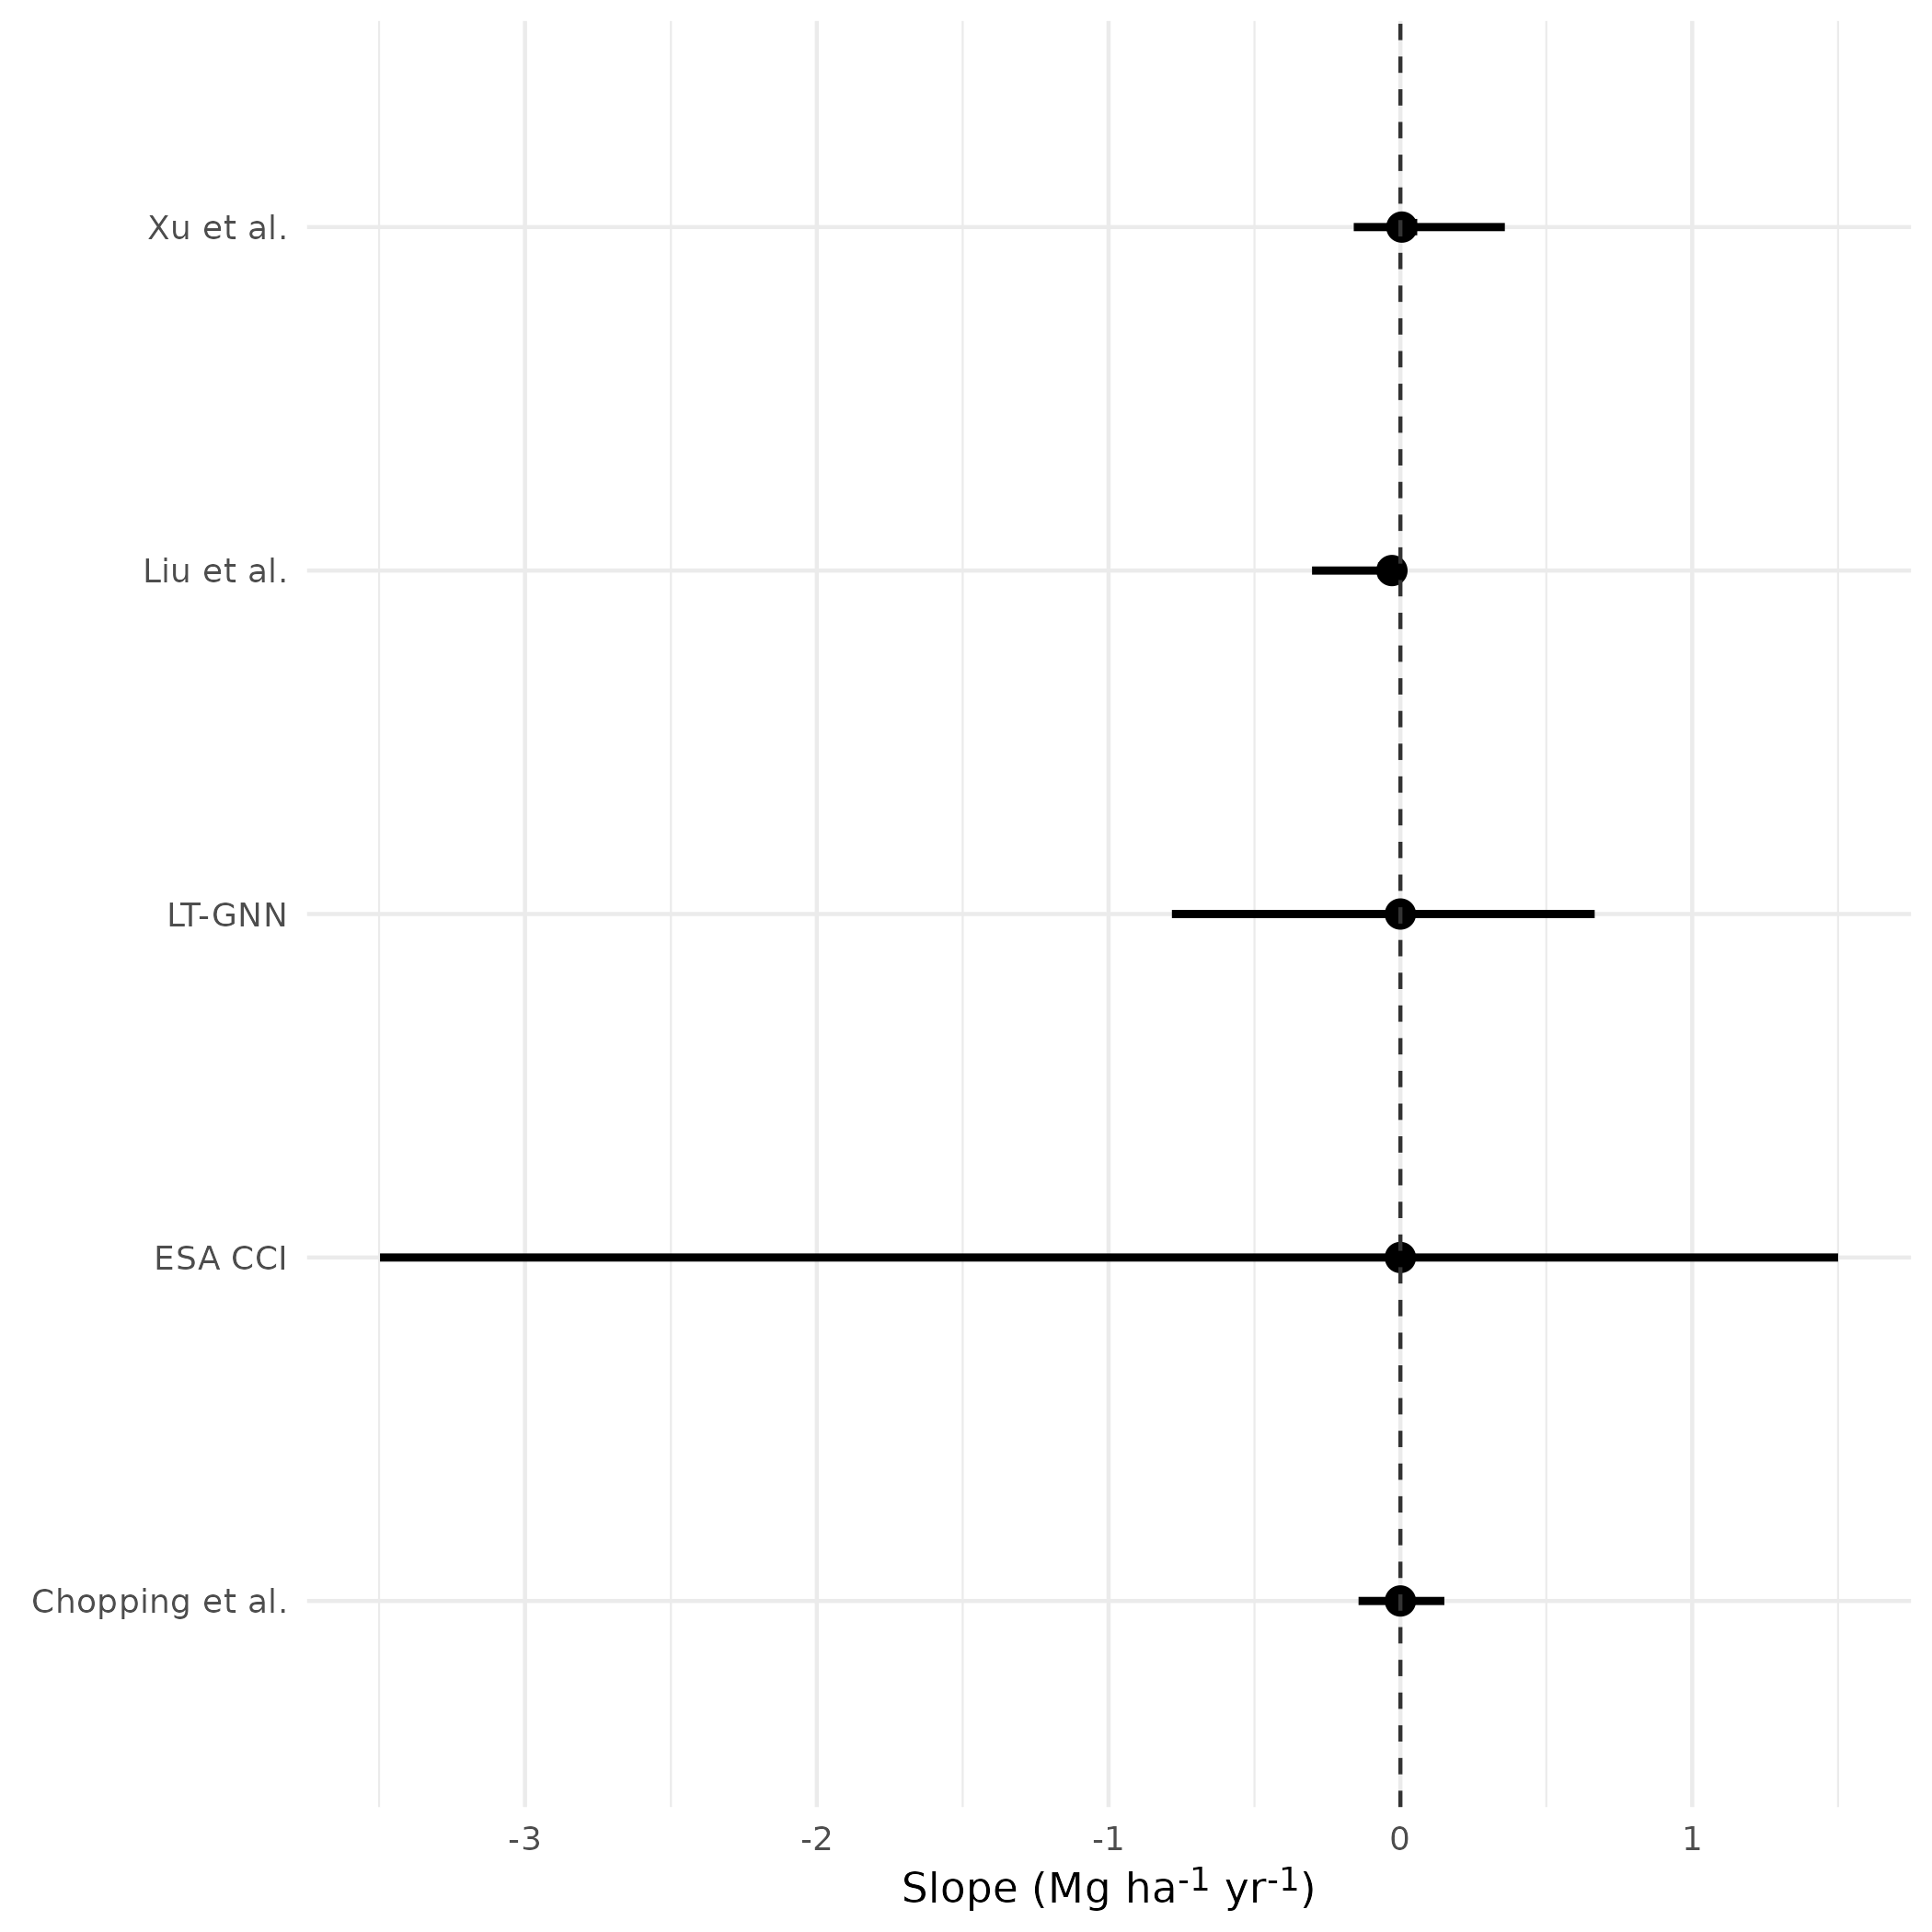 Xu et al.
Liu et al.
LT-GNN
ESA CCI
Chopping et al.
-3 -2 -1 0 1
Slope (Mg ha⁻¹ yr⁻¹)